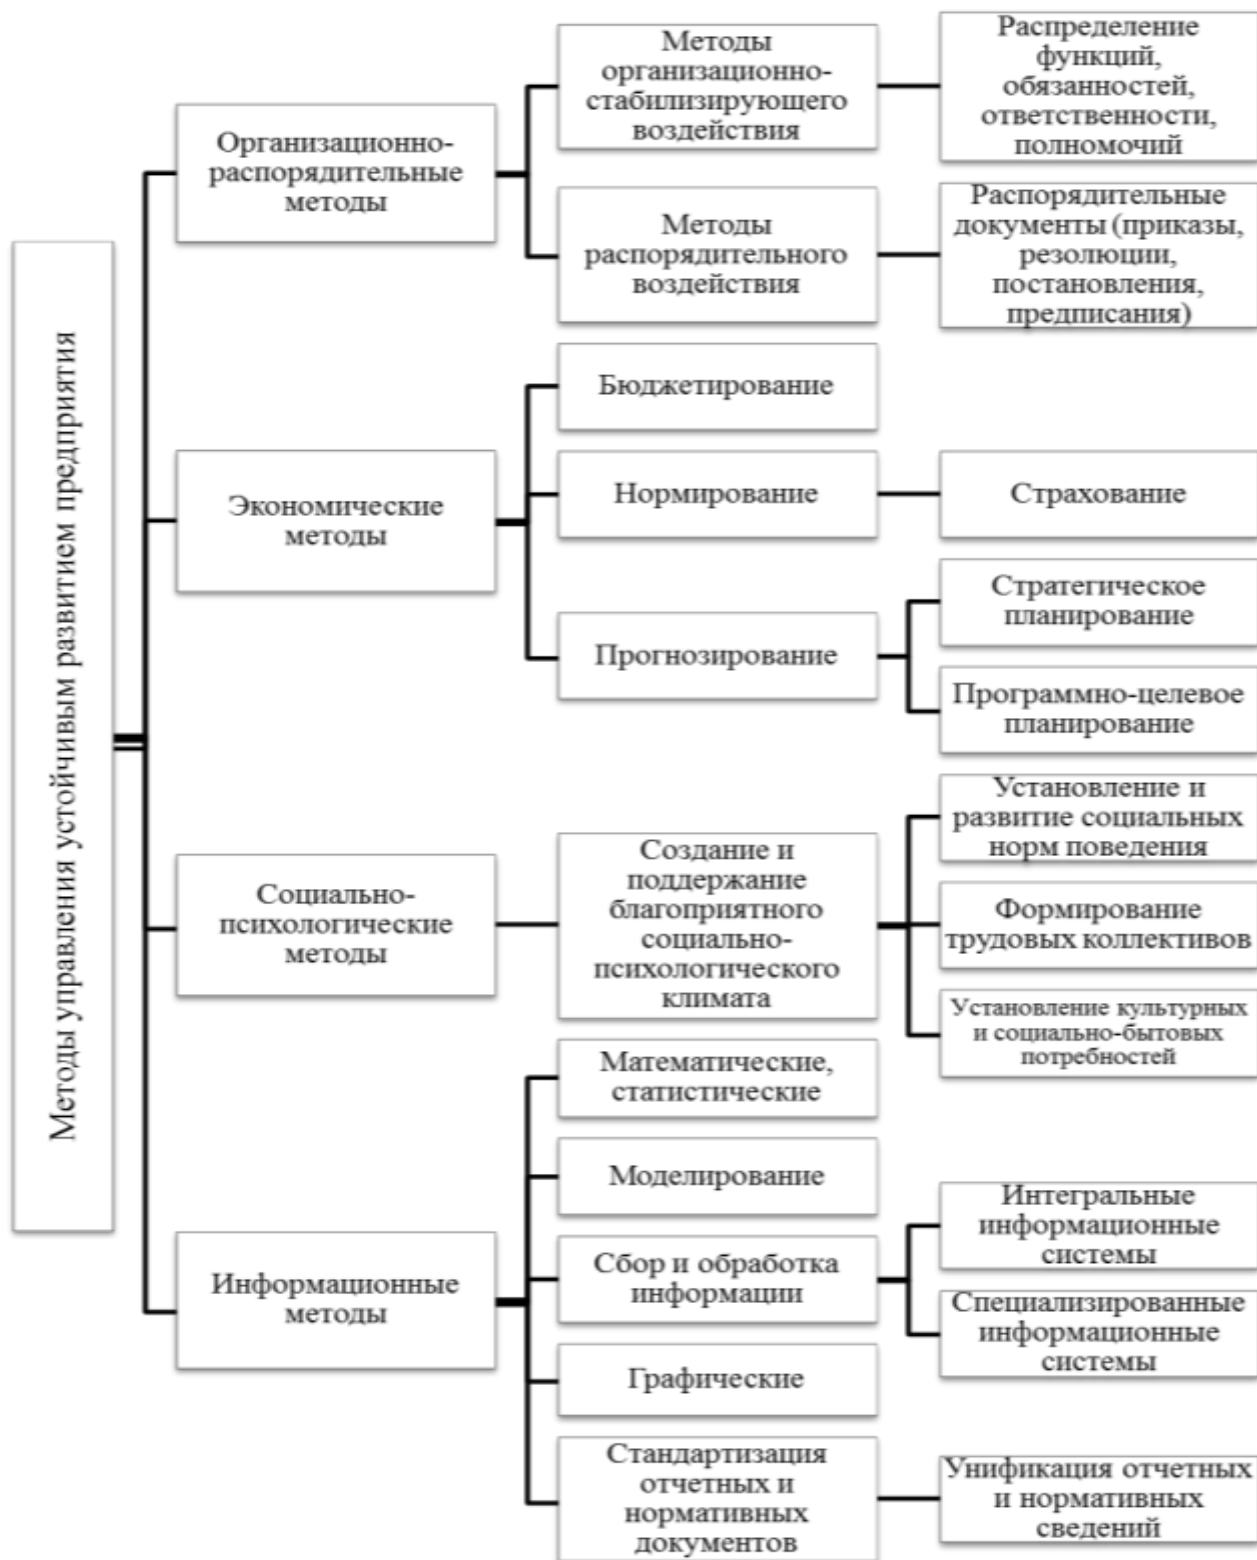 Методы управления устойчивым развитием предприятия
Организационно-
распорядительные
методы
Методы
организационно-
стабилизирующего
воздействия
Распределение
функций,
обязанностей,
ответственности,
полномочий
Методы
распорядительного
воздействия
Распорядительные
документы (приказы,
резолюции,
постановления,
предписания)
Экономические
методы
Бюджетирование
Нормирование
Страхование
Прогнозирование
Стратегическое
планирование
Программно-целевое
планирование
Социально-
психологические
методы
Создание и
поддержание
благоприятного
социально-
психологического
климата
Установление и
развитие социальных
норм поведения
Формирование
трудовых коллективов
Установление культурных
и социально-бытовых
потребностей
Информационные
методы
Математические,
статистические
Моделирование
Сбор и обработка
информации
Интегральные
информационные
системы
Специализированные
информационные
системы
Графические
Стандартизация
отчетных и
нормативных
документов
Унификация отчетных
и нормативных
сведений